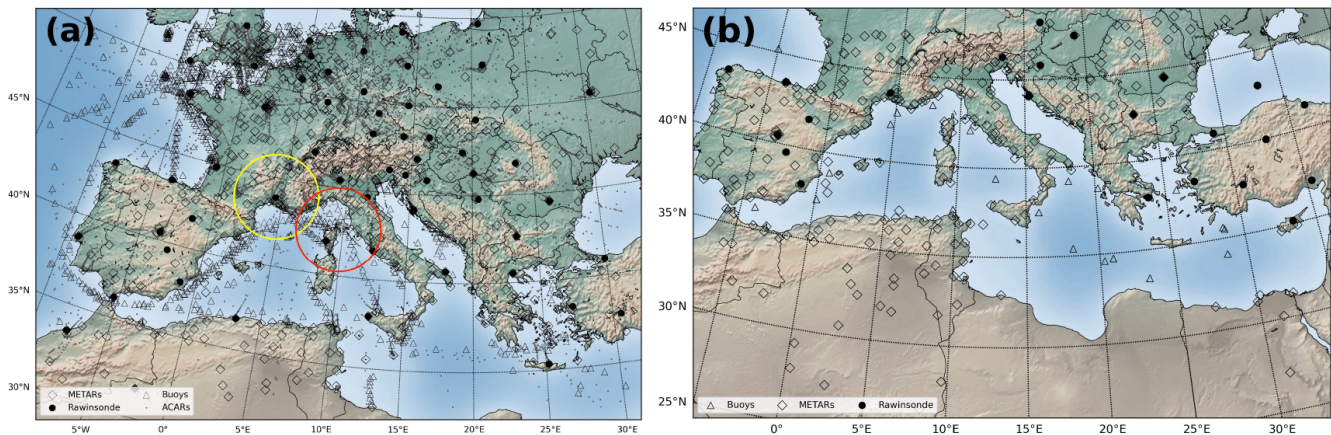 (a)
45°N
40°N
35°N
30°N
5°W
0°E
5°E
10°E
15°E
20°E
25°E
30°E
METARs
Buoys
Rawinsonde
ACARs
(b)
45°N
40°N
35°N
30°N
25°N
0°E
5°E
10°E
15°E
20°E
25°E
30°E
Buoys
METARs
Rawinsonde